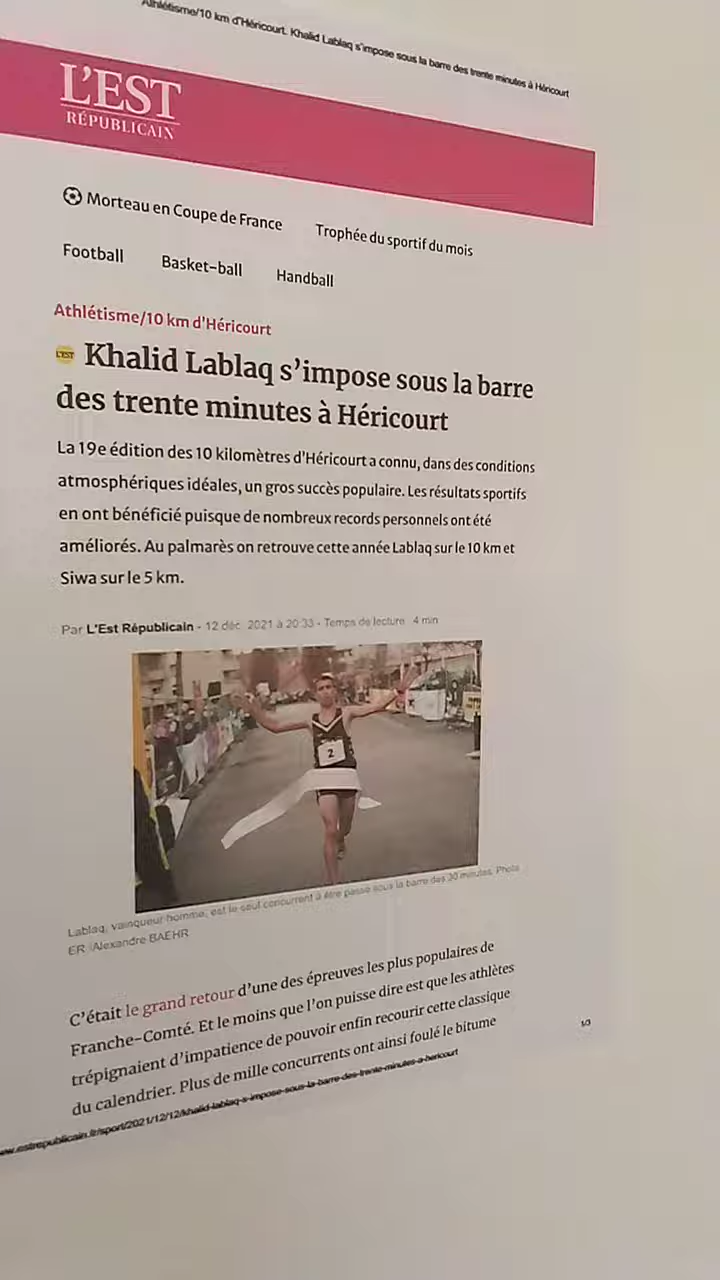 Athlétisme/10 km d'Héricourt. Khalid Lablaq s'impose sous la barre des trente minutes à Héricourt
L'EST
RÉPUBLICAIN
Morteau en Coupe de France Trophée du sportif du mois
Football Basket-ball Handball
Athlétisme/10 km d'Héricourt
L'EST Khalid Lablaq s'impose sous la barre
des trente minutes à Héricourt
La 19e édition des 10 kilomètres d'Héricourt a connu, dans des conditions
atmosphériques idéales, un gros succès populaire. Les résultats sportifs
en ont bénéficié puisque de nombreux records personnels ont été
améliorés. Au palmarès on retrouve cette année Lablaq sur le 10 km et
Siwa sur le 5 km.
Par L'Est Républicain - 12 déc. 2021 à 20:33 - Temps de lecture : 4 min
2
Lablaq, vainqueur homme, est le seul concurrent à être passé sous la barre des 30 minutes. Photo
ER /Alexandre BAEHR
C'était le grand retour d'une des épreuves les plus populaires de
Franche-Comté. Et le moins que l'on puisse dire est que les athlètes
trépignaient d'impatience de pouvoir enfin recourir cette classique
du calendrier. Plus de mille concurrents ont ainsi foulé le bitume
1/3
ww.estrepublicain.fr/sport/2021/12/12/khalid-lablaq-s-impose-sous-la-barre-des-trente-minutes-a-hericourt